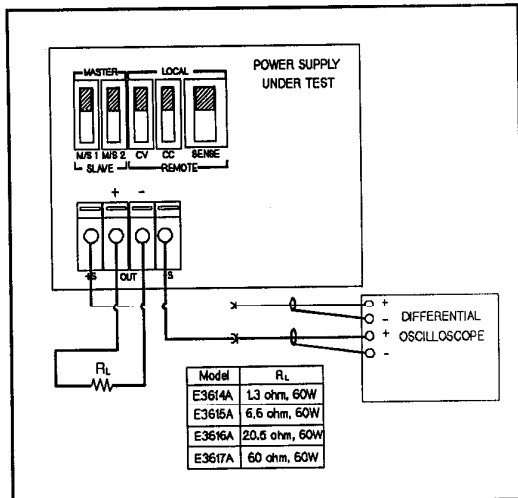 POWER SUPPLY
UNDER TEST
MASTER LOCAL
M/S 1 M/S 2 CV CC SENSE
SLAVE REMOTE
+ -
+S OUT -S
+
- DIFFERENTIAL
+ OSCILLOSCOPE
-
RL
Model RL
E3614A 1.3 ohm, 60W
E3615A 6.6 ohm, 60W
E3616A 20.5 ohm, 60W
E3617A 60 ohm, 60W